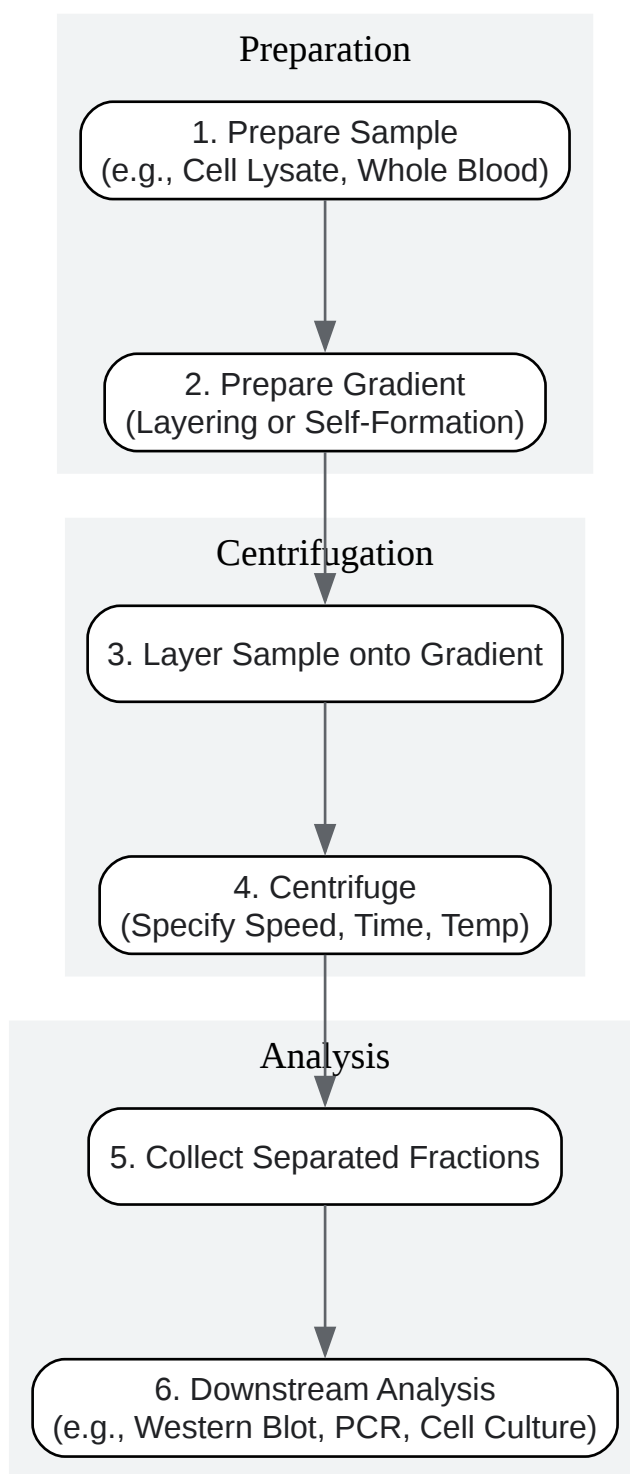 Preparation
1. Prepare Sample
(e.g., Cell Lysate, Whole Blood)
2. Prepare Gradient
(Layering or Self-Formation)
Centrifugation
3. Layer Sample onto Gradient
4. Centrifuge
(Specify Speed, Time, Temp)
Analysis
5. Collect Separated Fractions
6. Downstream Analysis
(e.g., Western Blot, PCR, Cell Culture)